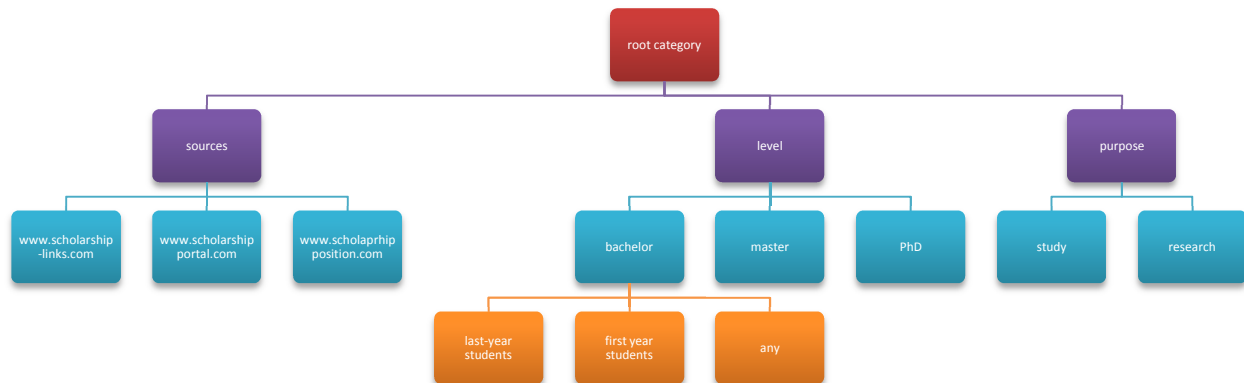 root category
sources
level
purpose
www.scholarship
-links.com
www.scholarship
portal.com
www.scholaprhip
position.com
bachelor
master
PhD
study
research
last-year
students
first year
students
any